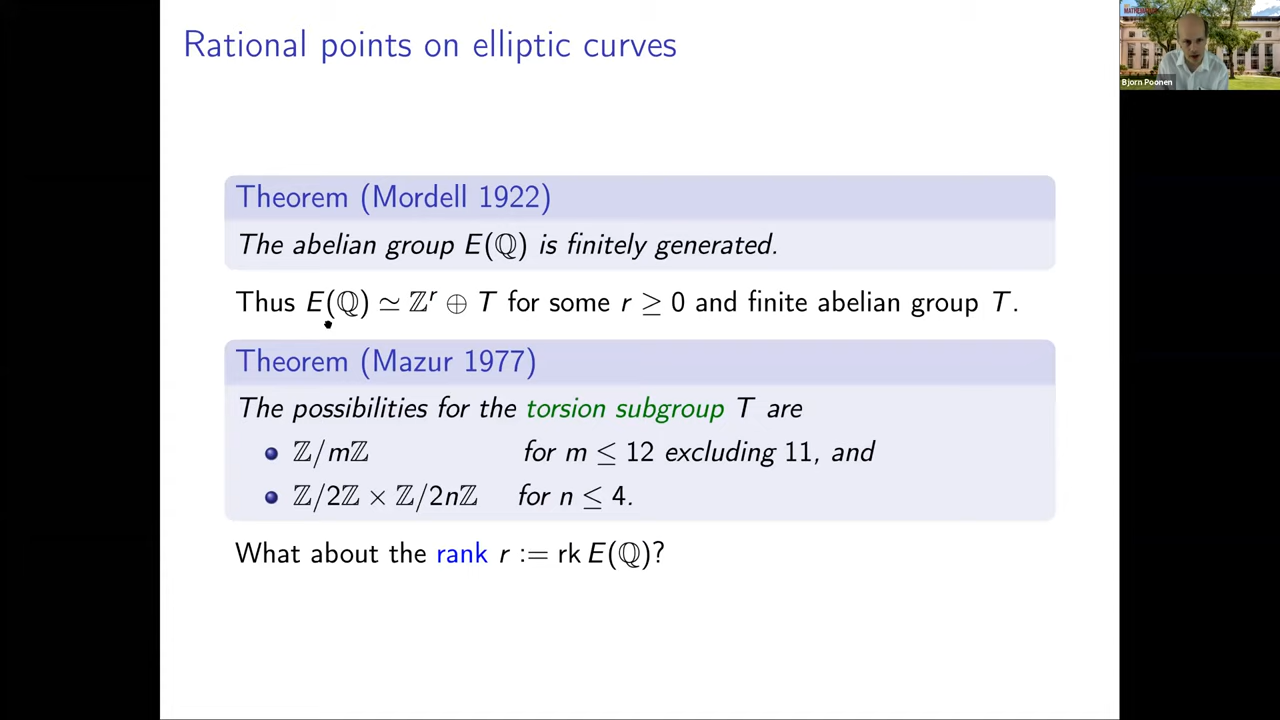 Rational points on elliptic curves
MATHEMATICS
Bjorn Poonen
Theorem (Mordell 1922)
The abelian group E(ℚ) is finitely generated.
Thus E(ℚ) ≃ ℤʳ ⊕ T for some r ≥ 0 and finite abelian group T.
Theorem (Mazur 1977)
The possibilities for the torsion subgroup T are
• ℤ/mℤ for m ≤ 12 excluding 11, and
• ℤ/2ℤ × ℤ/2nℤ for n ≤ 4.
What about the rank r := rk E(ℚ)?